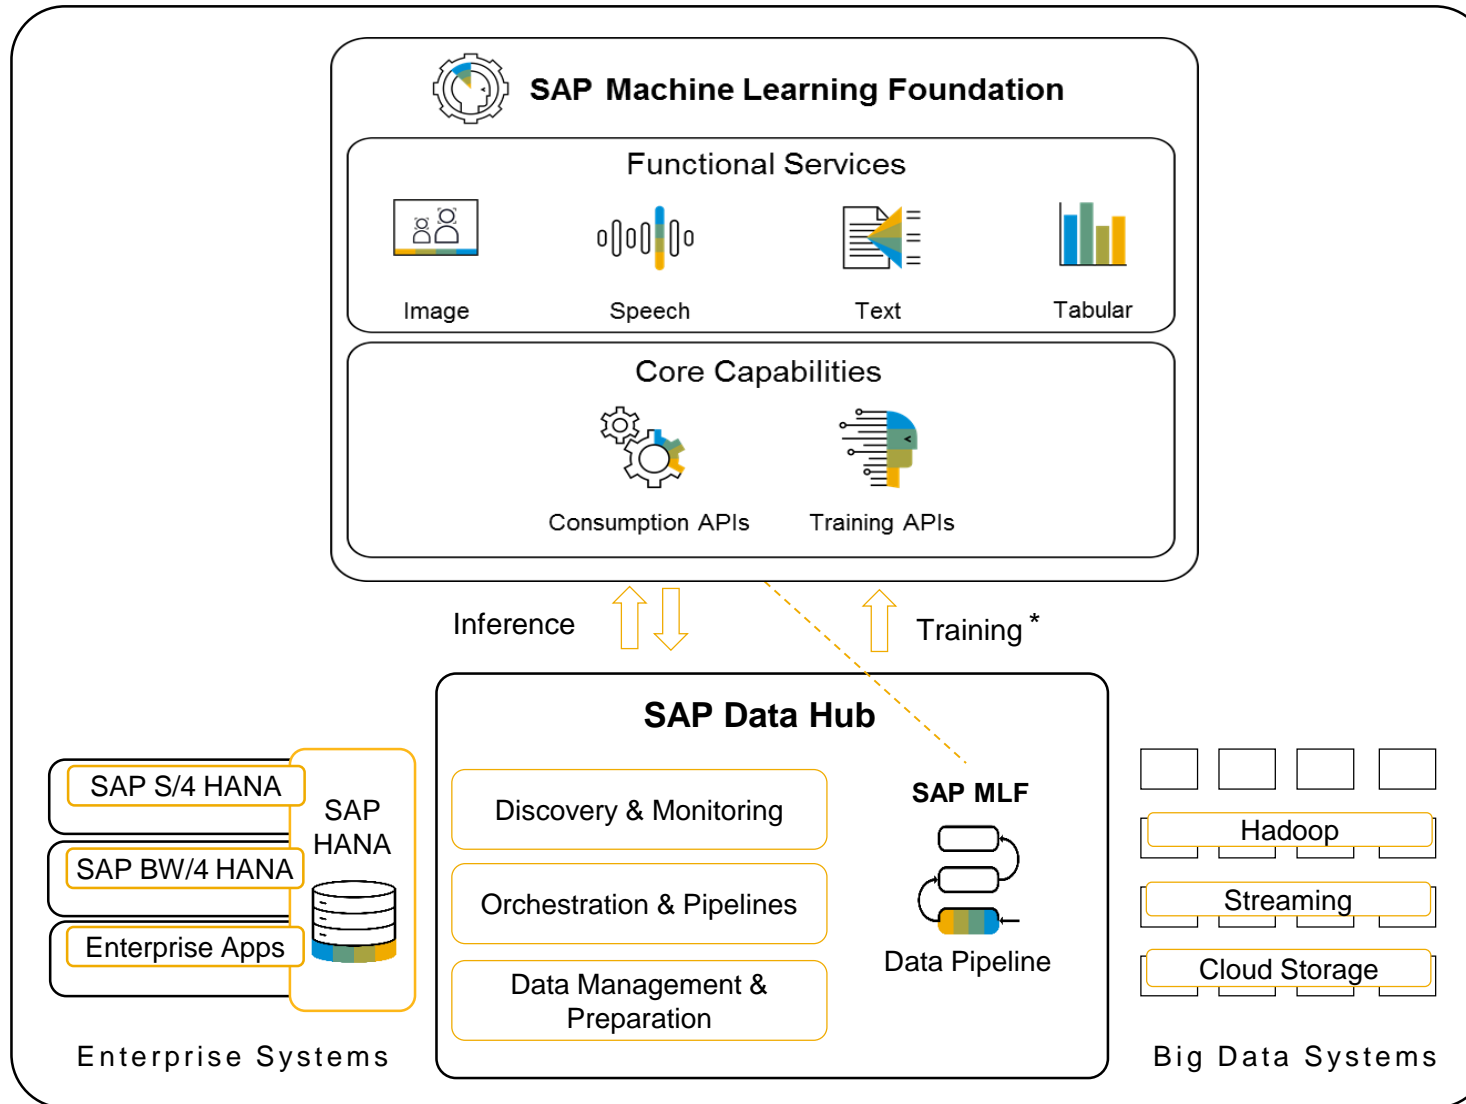 SAP Machine Learning Foundation
Functional Services
Image
Speech
Text
Tabular
Core Capabilities
Consumption APIs
Training APIs
Inference
Training *
SAP Data Hub
Discovery & Monitoring
Orchestration & Pipelines
Data Management &
Preparation
SAP MLF
Data Pipeline
SAP S/4 HANA
SAP BW/4 HANA
Enterprise Apps
SAP
HANA
Enterprise Systems
Hadoop
Streaming
Cloud Storage
Big Data Systems